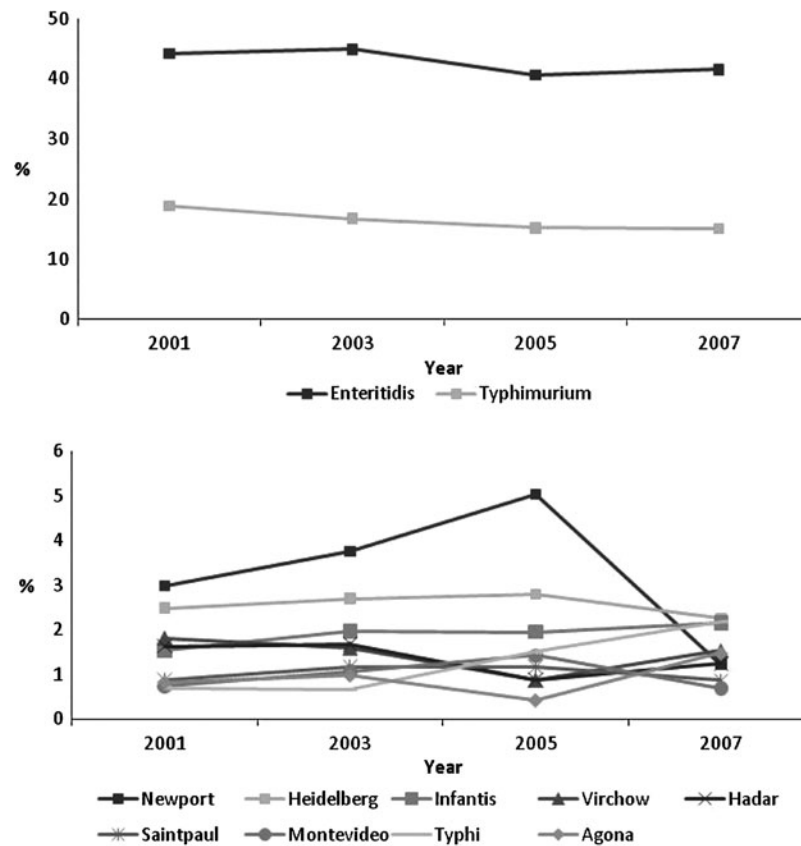 50
40
30
%
20
10
0
2001 2003 2005 2007
Year
Enteritidis Typhimurium
6
5
4
%
3
2
1
0
2001 2003 2005 2007
Year
Newport Heidelberg Infantis Virchow Hadar
Saintpaul Montevideo Typhi Agona